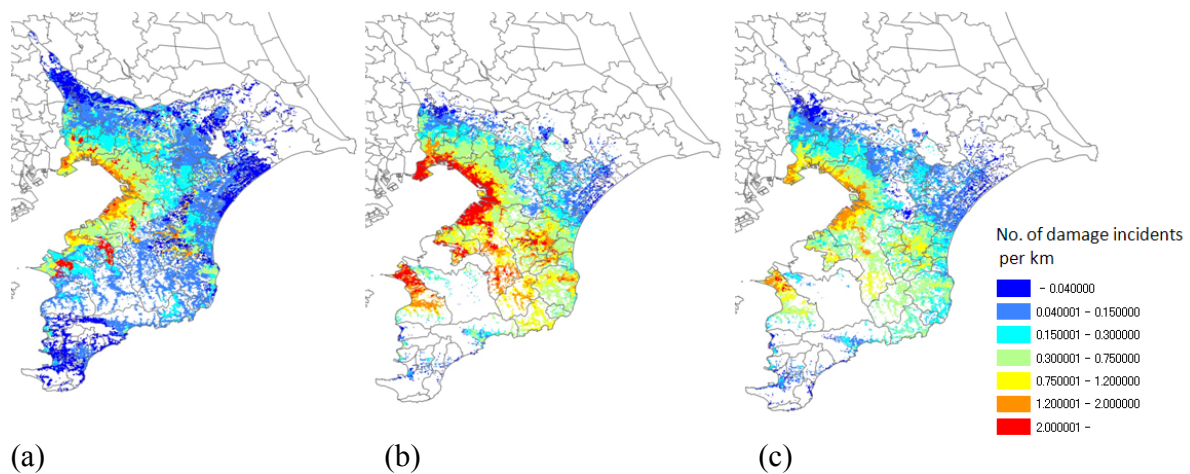 No. of damage incidents
per km
- 0.040000
0.040001 - 0.150000
0.150001 - 0.300000
0.300001 - 0.750000
0.750001 - 1.200000
1.200001 - 2.000000
2.000001 -
(a) (b) (c)